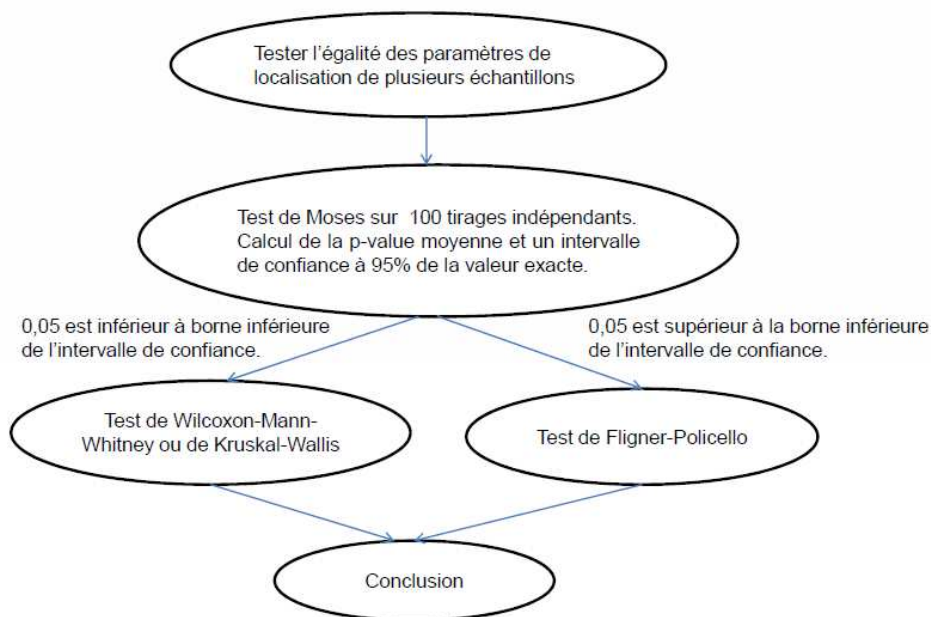 Tester l'égalité des paramètres de
localisation de plusieurs échantillons
Test de Moses sur 100 tirages indépendants.
Calcul de la p-value moyenne et un intervalle
de confiance à 95% de la valeur exacte.
0,05 est inférieur à borne inférieure
de l'intervalle de confiance.
0,05 est supérieur à la borne inférieure
de l'intervalle de confiance.
Test de Wilcoxon-Mann-
Whitney ou de Kruskal-Wallis
Test de Fligner-Policello
Conclusion